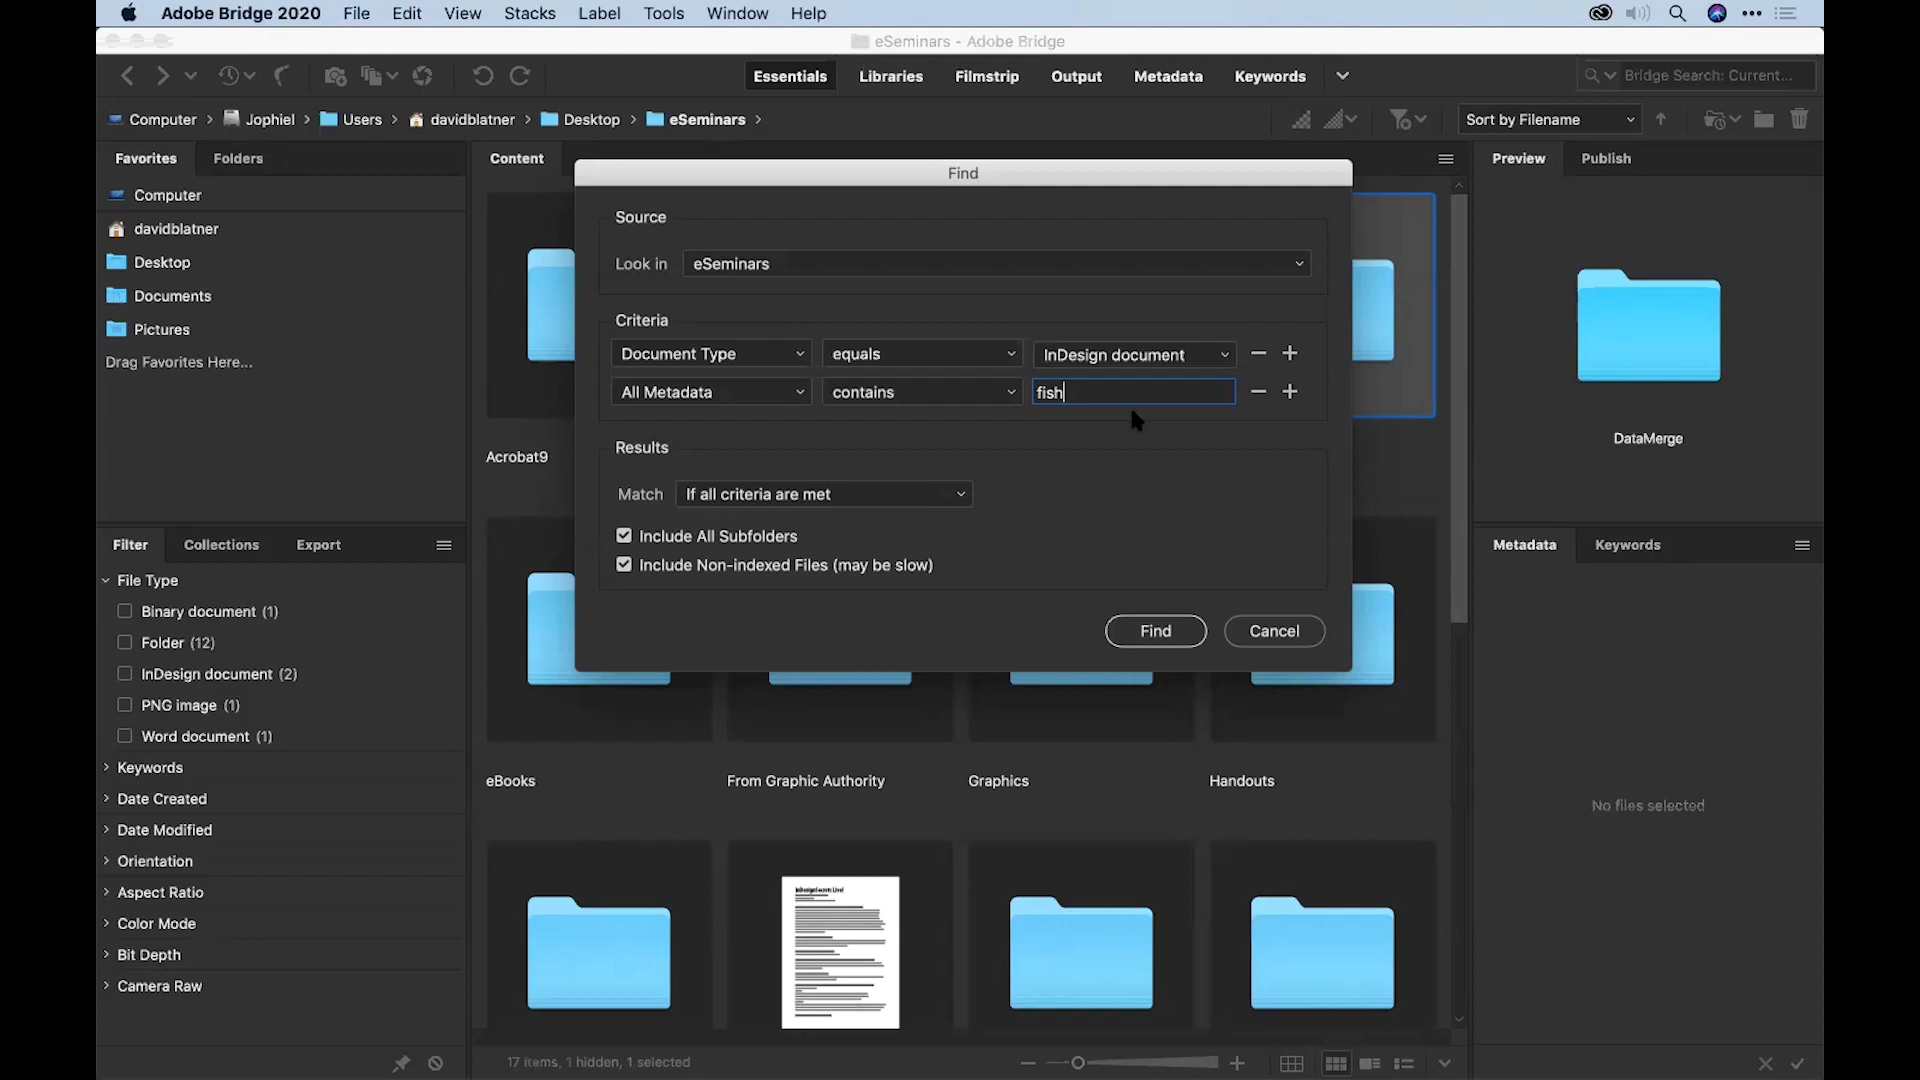 Adobe Bridge 2020 File Edit View Stacks Label Tools Window Help
eSeminars - Adobe Bridge
Essentials Libraries Filmstrip Output Metadata Keywords
Bridge Search: Current...
Computer Jophiel Users davidblatner Desktop eSeminars
Sort by Filename
Favorites Folders
Computer
davidblatner
Desktop
Documents
Pictures
Drag Favorites Here...
Filter Collections Export
File Type
Binary document (1)
Folder (12)
InDesign document (2)
PNG image (1)
Word document (1)
Keywords
Date Created
Date Modified
Orientation
Aspect Ratio
Color Mode
Bit Depth
Camera Raw
Content
Find
Source
Look in eSeminars
Criteria
Document Type equals InDesign document
All Metadata contains fish
Results
Match If all criteria are met
Include All Subfolders
Include Non-indexed Files (may be slow)
Find Cancel
Acrobat9
eBooks From Graphic Authority Graphics Handouts
17 items, 1 hidden, 1 selected
Preview Publish
DataMerge
Metadata Keywords
No files selected